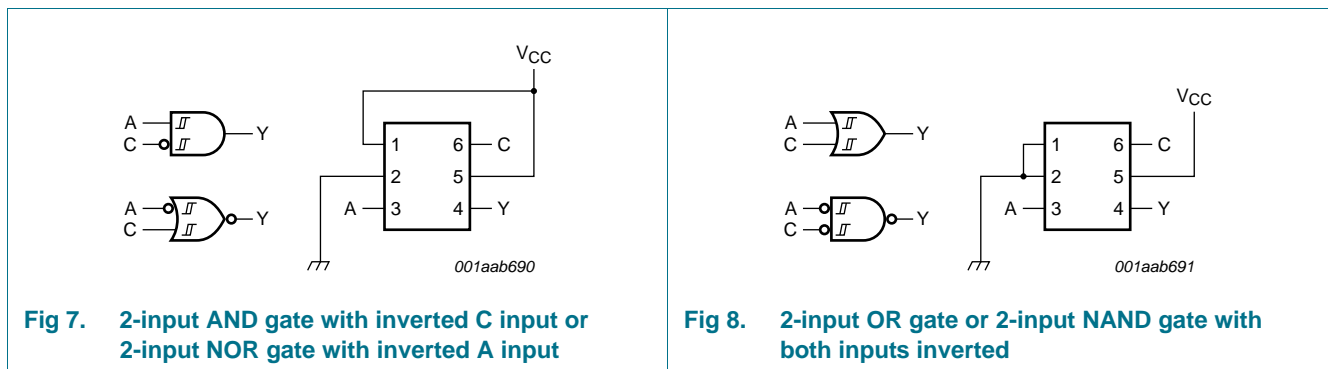 VCC
A
C
Y
1 6 C
2 5
A 3 4 Y
A
C
Y
001aab690
Fig 7. 2-input AND gate with inverted C input or
2-input NOR gate with inverted A input
VCC
A
C
Y
1 6 C
2 5
A 3 4 Y
A
C
Y
001aab691
Fig 8. 2-input OR gate or 2-input NAND gate with
both inputs inverted